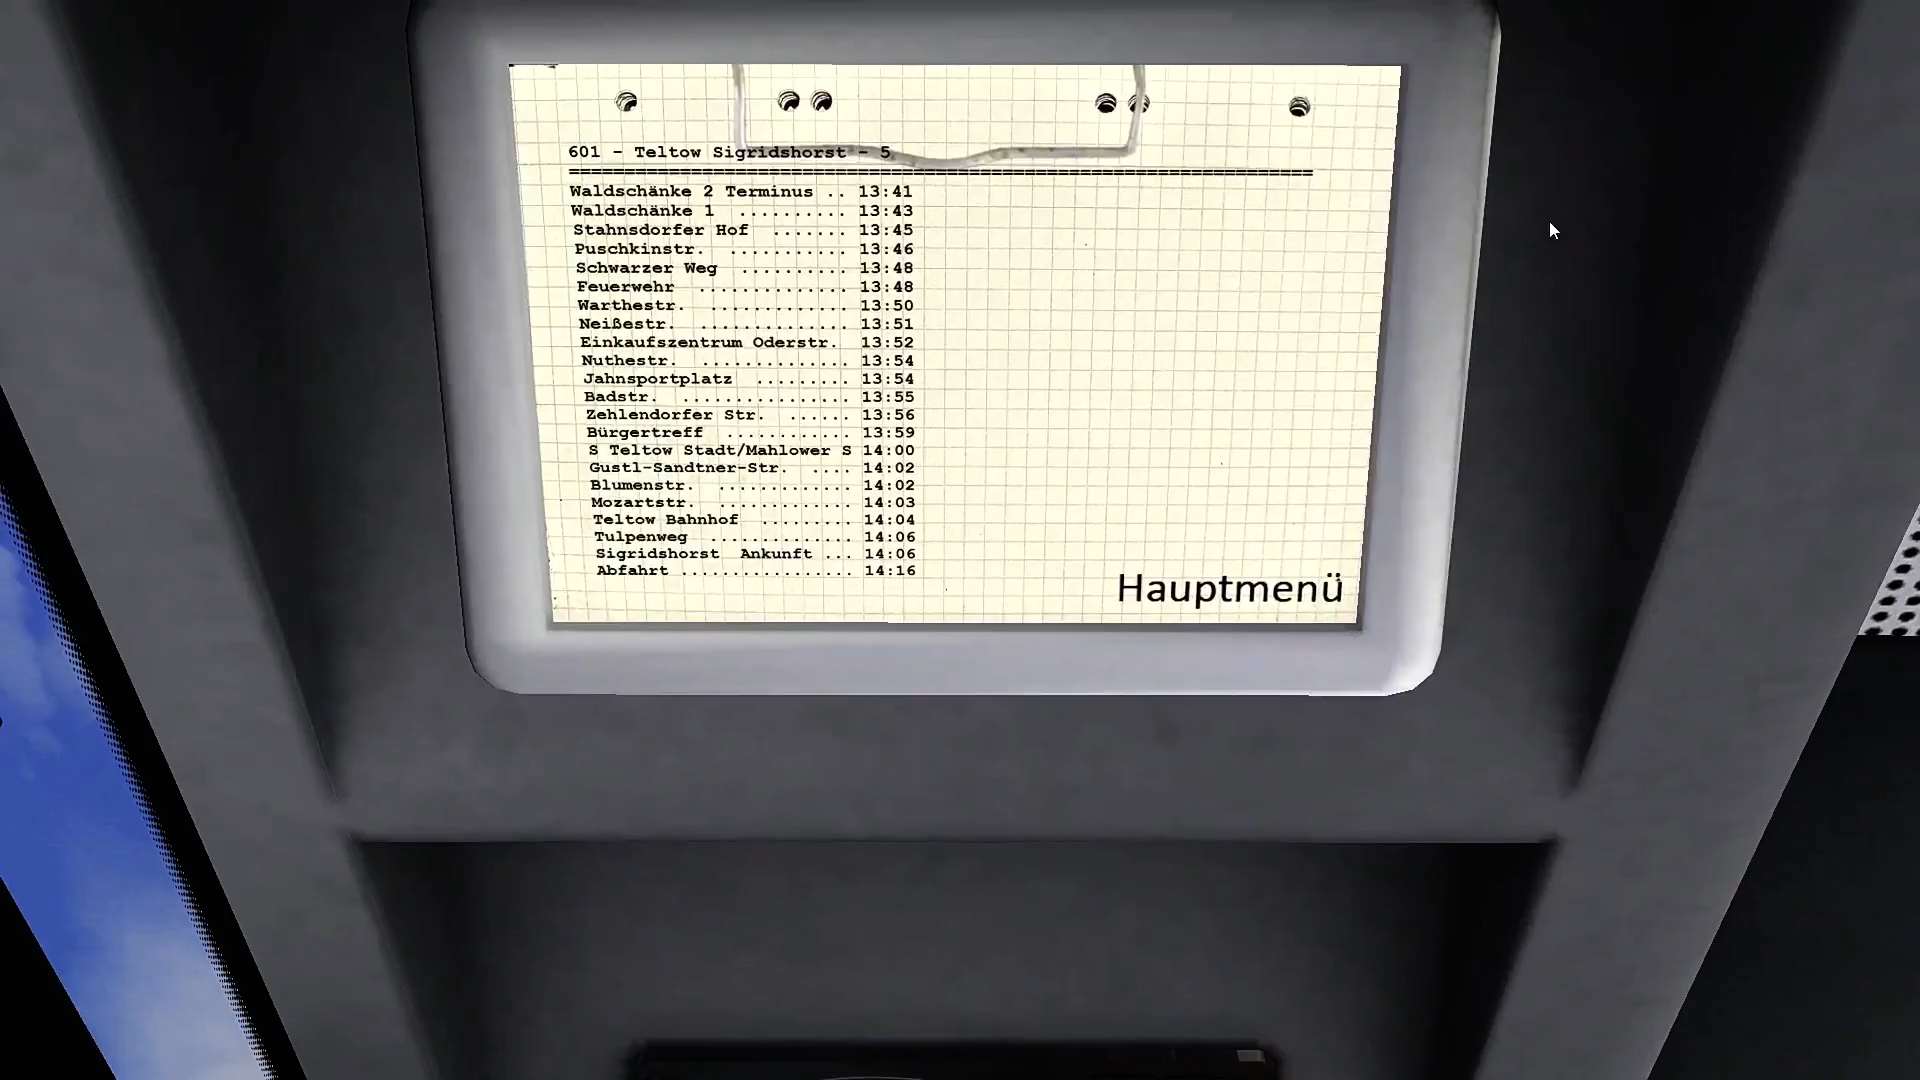 601 - Teltow Sigridshorst - 5
================================================================
Waldschänke 2 Terminus .. 13:41
Waldschänke 1 .......... 13:43
Stahnsdorfer Hof ....... 13:45
Puschkinstr. ........... 13:46
Schwarzer Weg .......... 13:48
Feuerwehr .............. 13:48
Warthestr. ............. 13:50
Neißestr. .............. 13:51
Einkaufszentrum Oderstr. 13:52
Nuthestr. .............. 13:54
Jahnsportplatz ......... 13:54
Badstr. ................ 13:55
Zehlendorfer Str. ...... 13:56
Bürgertreff ............ 13:59
S Teltow Stadt/Mahlower S 14:00
Gustl-Sandtner-Str. .... 14:02
Blumenstr. ............. 14:02
Mozartstr. ............. 14:03
Teltow Bahnhof ......... 14:04
Tulpenweg .............. 14:06
Sigridshorst Ankunft ... 14:06
Abfahrt ................. 14:16
Hauptmenü